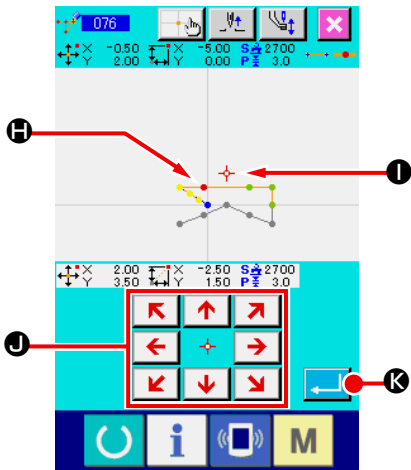 076
X -0.50 X -5.00 S 2700
Y 2.00 Y 0.00 P 3.0
H
I
X 2.00 X -2.50 S 2700
Y 3.50 Y 1.50 P 3.0
J
K
i M